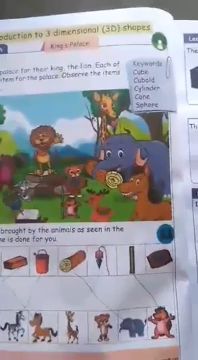 oduction to 3 dimensional (3D) shapes
King's Palace
palace for their king, the lion. Each of
item for the palace. Observe the items
Keywords
Cube
Cuboid
Cylinder
Cone
Sphere
brought by the animals as seen in the
ne is done for you.
The